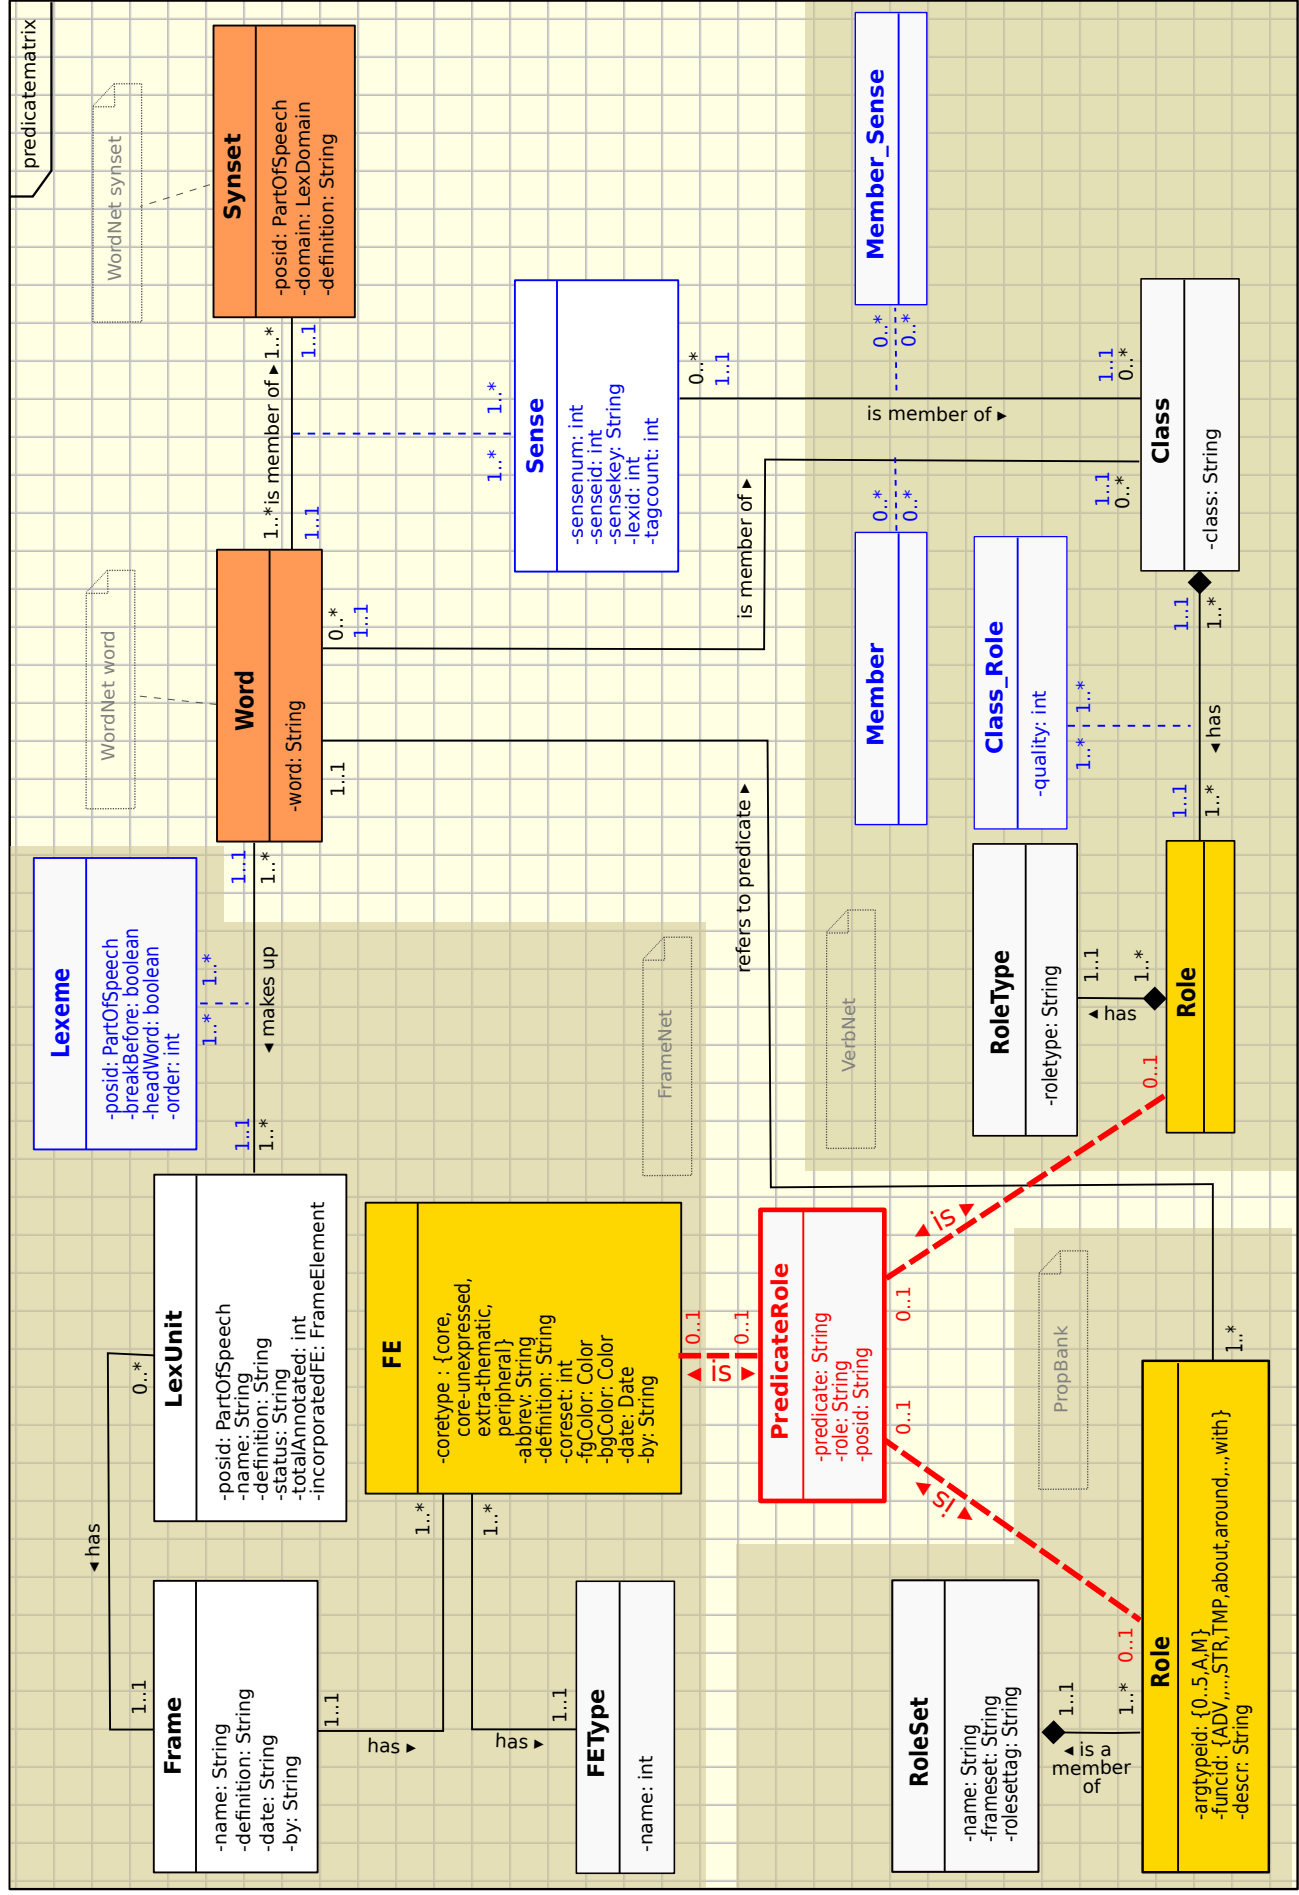 predicatematrix
WordNet synset
WordNet word
Synset
-posid: PartOfSpeech
-domain: LexDomain
-definition: String
1..*
is member of ►
1..*
1..1
1..1
Word
-word: String
0..*
1..1
1..1
Lexeme
-posid: PartOfSpeech
-breakBefore: boolean
-headWord: boolean
-order: int
1..*
1..*
1..1
1..*
◄ makes up
1..1
1..*
LexUnit
-posid: PartOfSpeech
-name: String
-definition: String
-status: String
-totalAnnotated: int
-incorporatedFE: FrameElement
0..*
◄ has
1..1
Frame
-name: String
-definition: String
-date: String
-by: String
1..1
has ►
1..*
FE
-coretype : {core,
core-unexpressed,
extra-thematic,
peripheral}
-abbrev: String
-definition: String
-coreset: int
-fgColor: Color
-bgColor: Color
-date: Date
-by: String
1..*
has ►
1..1
FEType
-name: int
FrameNet
Sense
-sensenum: int
-senseid: int
-sensekey: String
-lexid: int
-tagcount: int
1..*
1..*
0..*
1..1
is member of ►
1..1
0..*
is member of ►
1..1
0..*
Member_Sense
0..*
0..*
Member
0..*
0..*
Class
-class: String
Class_Role
-quality: int
1..*
1..*
1..1
1..*
◄ has
1..1
1..*
RoleType
-roletype: String
1..1
◄ has
1..*
Role
0..1
VerbNet
refers to predicate ►
1..*
PredicateRole
-predicate: String
-role: String
-posid: String
0..1
0..1
◄ is ►
0..1
◄ is ►
0..1
◄ is ►
0..1
PropBank
RoleSet
-name: String
-frameset: String
-rolesettag: String
1..1
◄ is a
member
of
1..*
Role
-argtypeid: {0..5,A,M}
-funcid: {ADV,,..,STR,TMP,about,around,..,with}
-descr: String